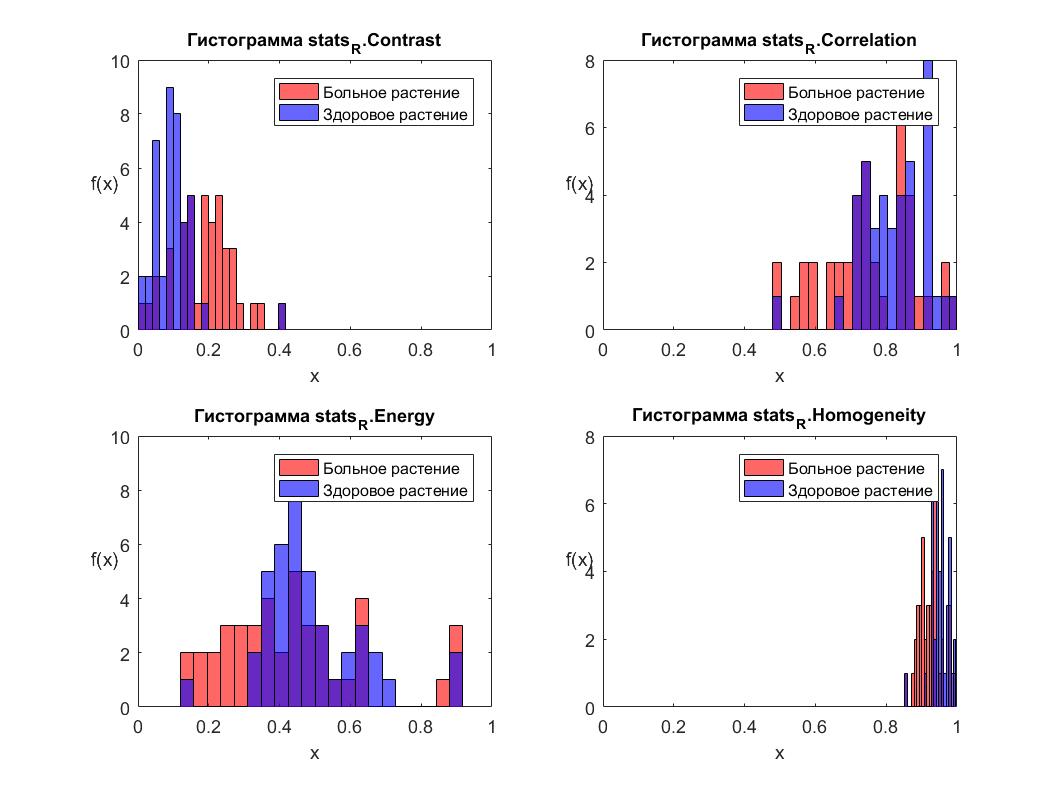 Гистограмма stats_R.Contrast
10
8
6
4
2
0
f(x)
Больное растение
Здоровое растение
0 0.2 0.4 0.6 0.8 1
x
Гистограмма stats_R.Correlation
8
6
4
2
0
f(x)
Больное растение
Здоровое растение
0 0.2 0.4 0.6 0.8 1
x
Гистограмма stats_R.Energy
10
8
6
4
2
0
f(x)
Больное растение
Здоровое растение
0 0.2 0.4 0.6 0.8 1
x
Гистограмма stats_R.Homogeneity
8
6
4
2
0
f(x)
Больное растение
Здоровое растение
0 0.2 0.4 0.6 0.8 1
x